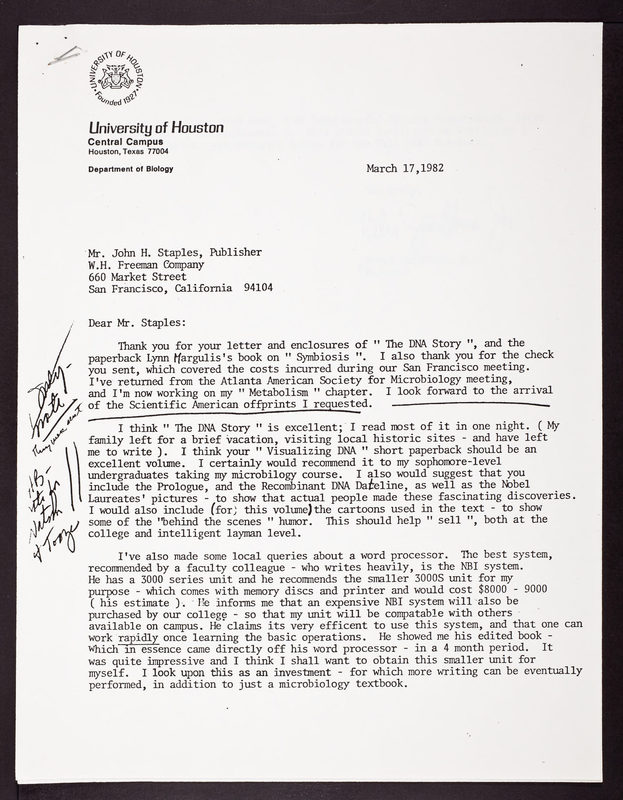 UNIVERSITY OF HOUSTON
Founded 1927
University of Houston
Central Campus
Houston, Texas 77004
Department of Biology
March 17,1982
Mr. John H. Staples, Publisher
W.H. Freeman Company
660 Market Street
San Francisco, California 94104
Dear Mr. Staples:
Thank you for your letter and enclosures of " The DNA Story ", and the
paperback Lynn Margulis's book on " Symbiosis ". I also thank you for the check
you sent, which covered the costs incurred during our San Francisco meeting.
I've returned from the Atlanta American Society for Microbiology meeting,
and I'm now working on my " Metabolism " chapter. I look forward to the arrival
of the Scientific American offprints I requested.
I think " The DNA Story " is excellent; I read most of it in one night. ( My
family left for a brief vacation, visiting local historic sites - and have left
me to write ). I think your " Visualizing DNA " short paperback should be an
excellent volume. I certainly would recommend it to my sophomore-level
undergraduates taking my microbilogy course. I also would suggest that you
include the Prologue, and the Recombinant DNA Dateline, as well as the Nobel
Laureates' pictures - to show that actual people made these fascinating discoveries.
I would also include (for; this volume) the cartoons used in the text - to show
some of the "behind the scenes " humor. This should help " sell ", both at the
college and intelligent layman level.
I've also made some local queries about a word processor. The best system,
recommended by a faculty colleague - who writes heavily, is the NBI system.
He has a 3000 series unit and he recommends the smaller 3000S unit for my
purpose - which comes with memory discs and printer and would cost $8000 - 9000
( his estimate ). He informs me that an expensive NBI system will also be
purchased by our college - so that my unit will be compatable with others
available on campus. He claims its very efficent to use this system, and that one can
work rapidly once learning the basic operations. He showed me his edited book -
Which in essence came directly off his word processor - in a 4 month period. It
was quite impressive and I think I shall want to obtain this smaller unit for
myself. I look upon this as an investment - for which more writing can be eventually
performed, in addition to just a microbiology textbook.
They were sent
JB-
Watson
& Tooze